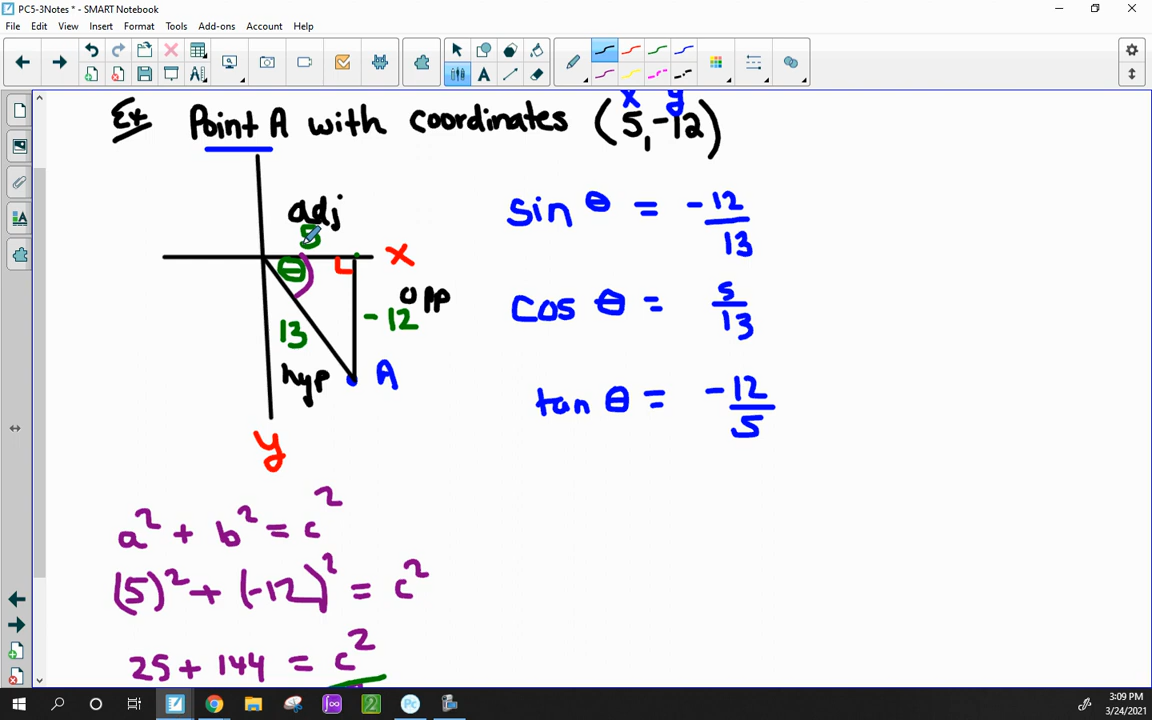 PC5-3Notes * - SMART Notebook
File Edit View Insert Format Tools Add-ons Account Help
Ex Point A with coordinates (5, -12)
x y
adj
5
x
θ
opp
-12
13
hyp
A
y
sin θ = -12/13
cos θ = 5/13
tan θ = -12/5
a² + b² = c²
(5)² + (-12)² = c²
25 + 144 = c²
3:09 PM
3/24/2021